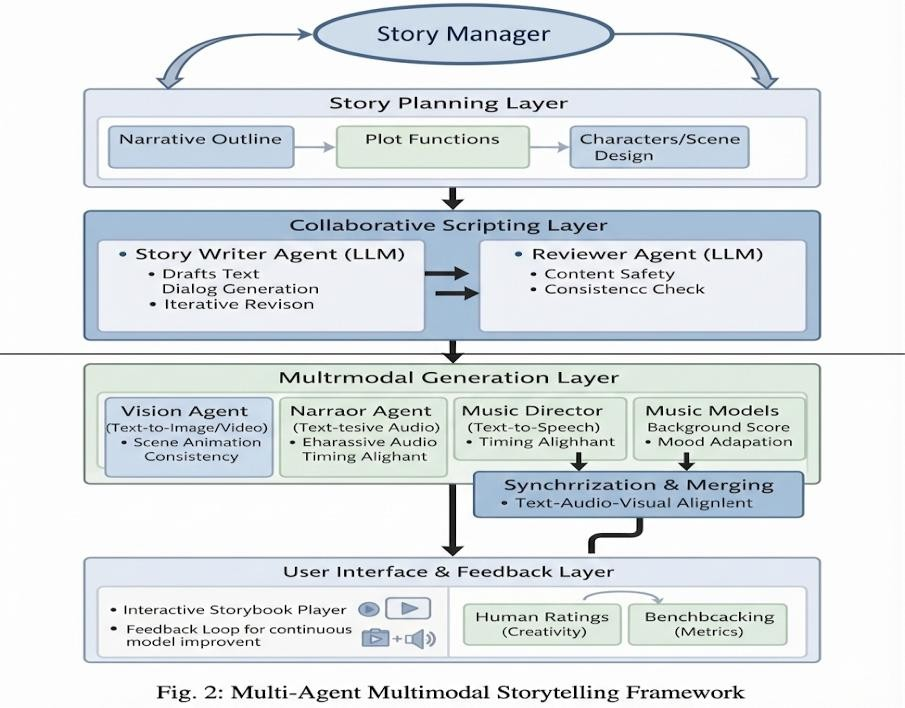 Story Manager
Story Planning Layer
Narrative Outline
Plot Functions
Characters/Scene
Design
Collaborative Scripting Layer
• Story Writer Agent (LLM)
• Drafts Text
Dialog Generation
• Iterative Revison
• Reviewer Agent (LLM)
• Content Safety
• Consistencc Check
Multrmodal Generation Layer
Vision Agent
(Text-to-Image/Video)
• Scene Animation
Consistency
Narraor Agent
(Text-tesive Audio)
• Eharassive Audio
Timing Alighant
Music Director
(Text-to-Speech)
• Timing Alighhant
Music Models
Background Score
• Mood Adapation
Synchrrization & Merging
• Text-Audio-Visual Alignlent
User Interface & Feedback Layer
• Interactive Storybook Player
• Feedback Loop for continuous
model improvent
Human Ratings
(Creativity)
Benchbcacking
(Metrics)
Fig. 2: Multi-Agent Multimodal Storytelling Framework